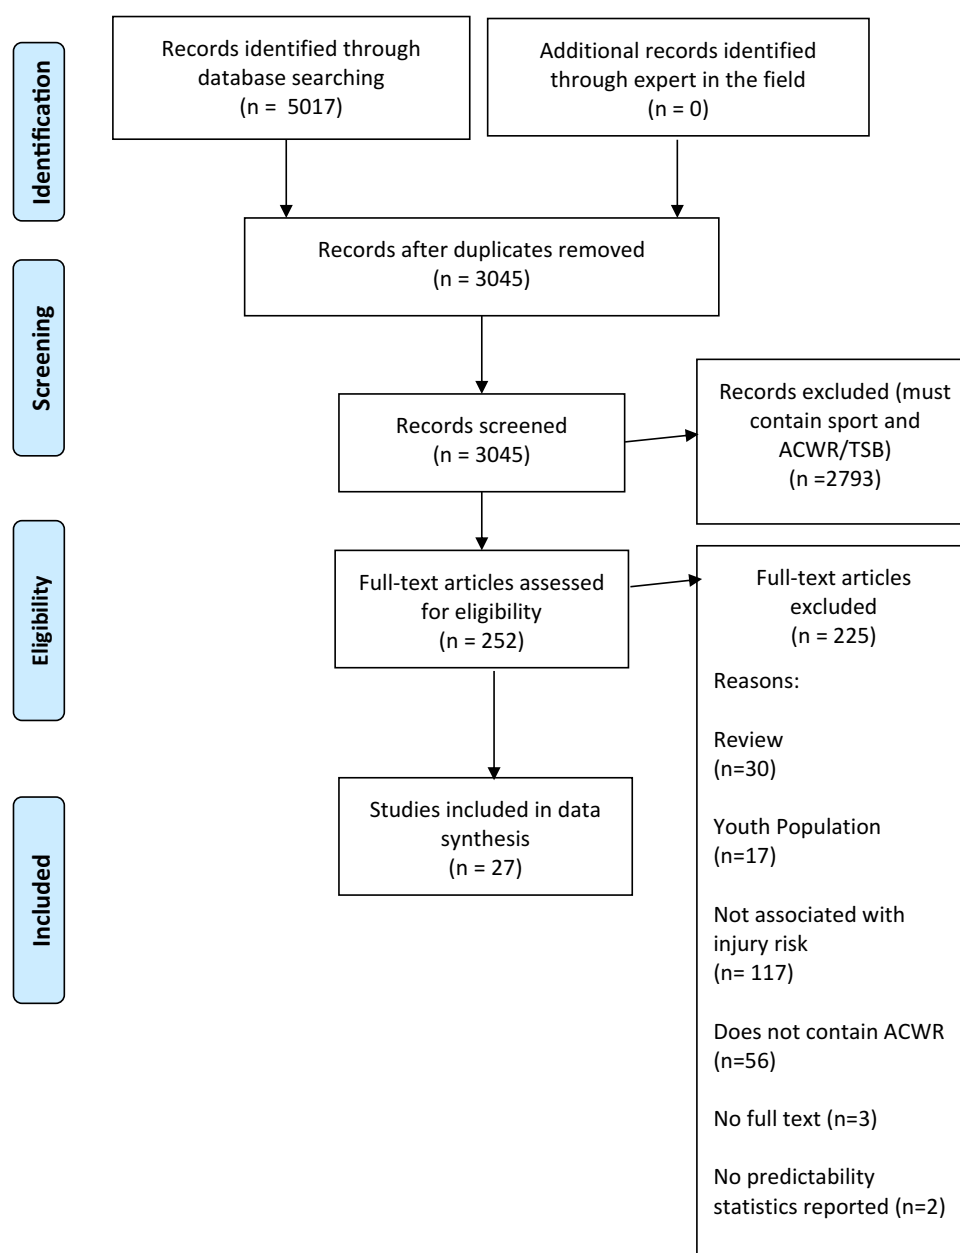 Identification
Records identified through
database searching
(n = 5017)
Additional records identified
through expert in the field
(n = 0)
Records after duplicates removed
(n = 3045)
Screening
Records screened
(n = 3045)
Records excluded (must
contain sport and
ACWR/TSB)
(n =2793)
Eligibility
Full-text articles assessed
for eligibility
(n = 252)
Full-text articles
excluded
(n = 225)
Reasons:
Review
(n=30)
Youth Population
(n=17)
Not associated with
injury risk
(n= 117)
Does not contain ACWR
(n=56)
No full text (n=3)
No predictability
statistics reported (n=2)
Included
Studies included in data
synthesis
(n = 27)